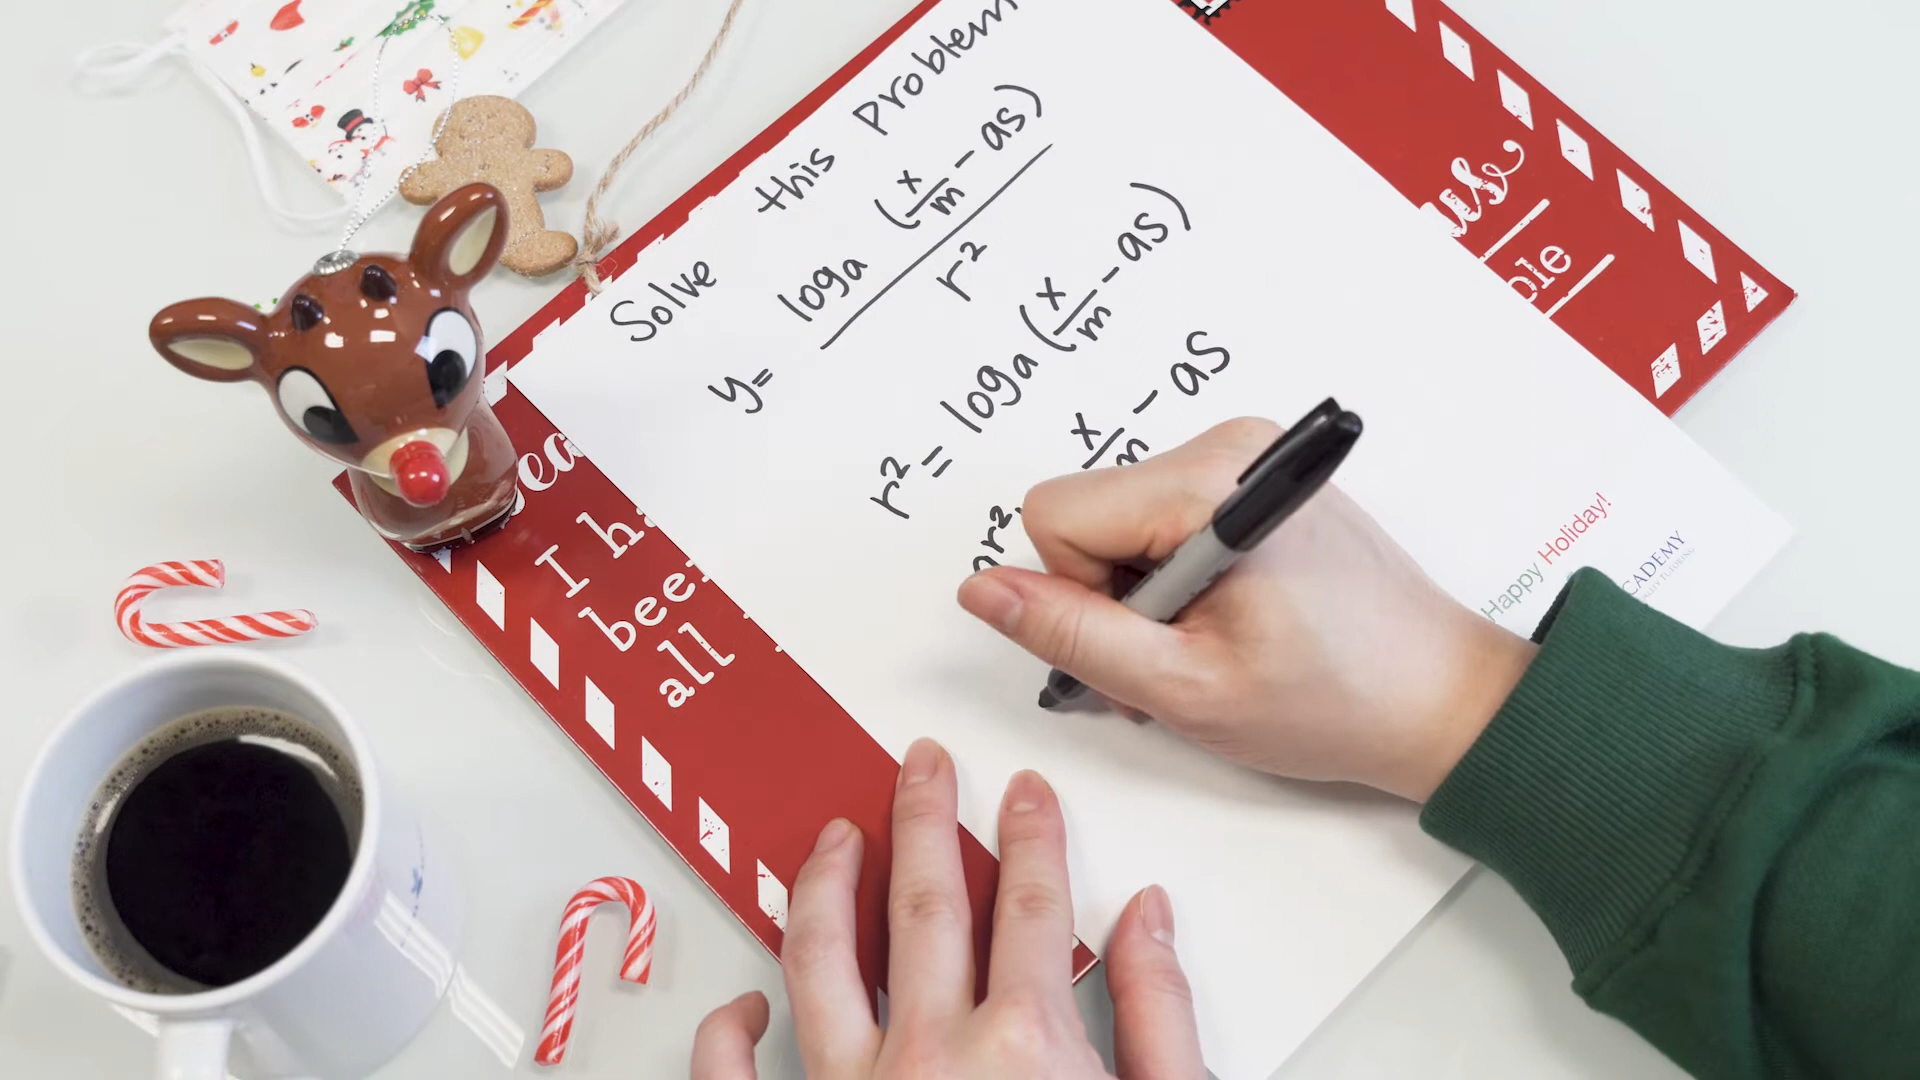 Solve this Problem
y = loga (x/m - as) / r²
r² = loga (x/m - as)
x/m - as
Happy Holiday!
I h
bee
all